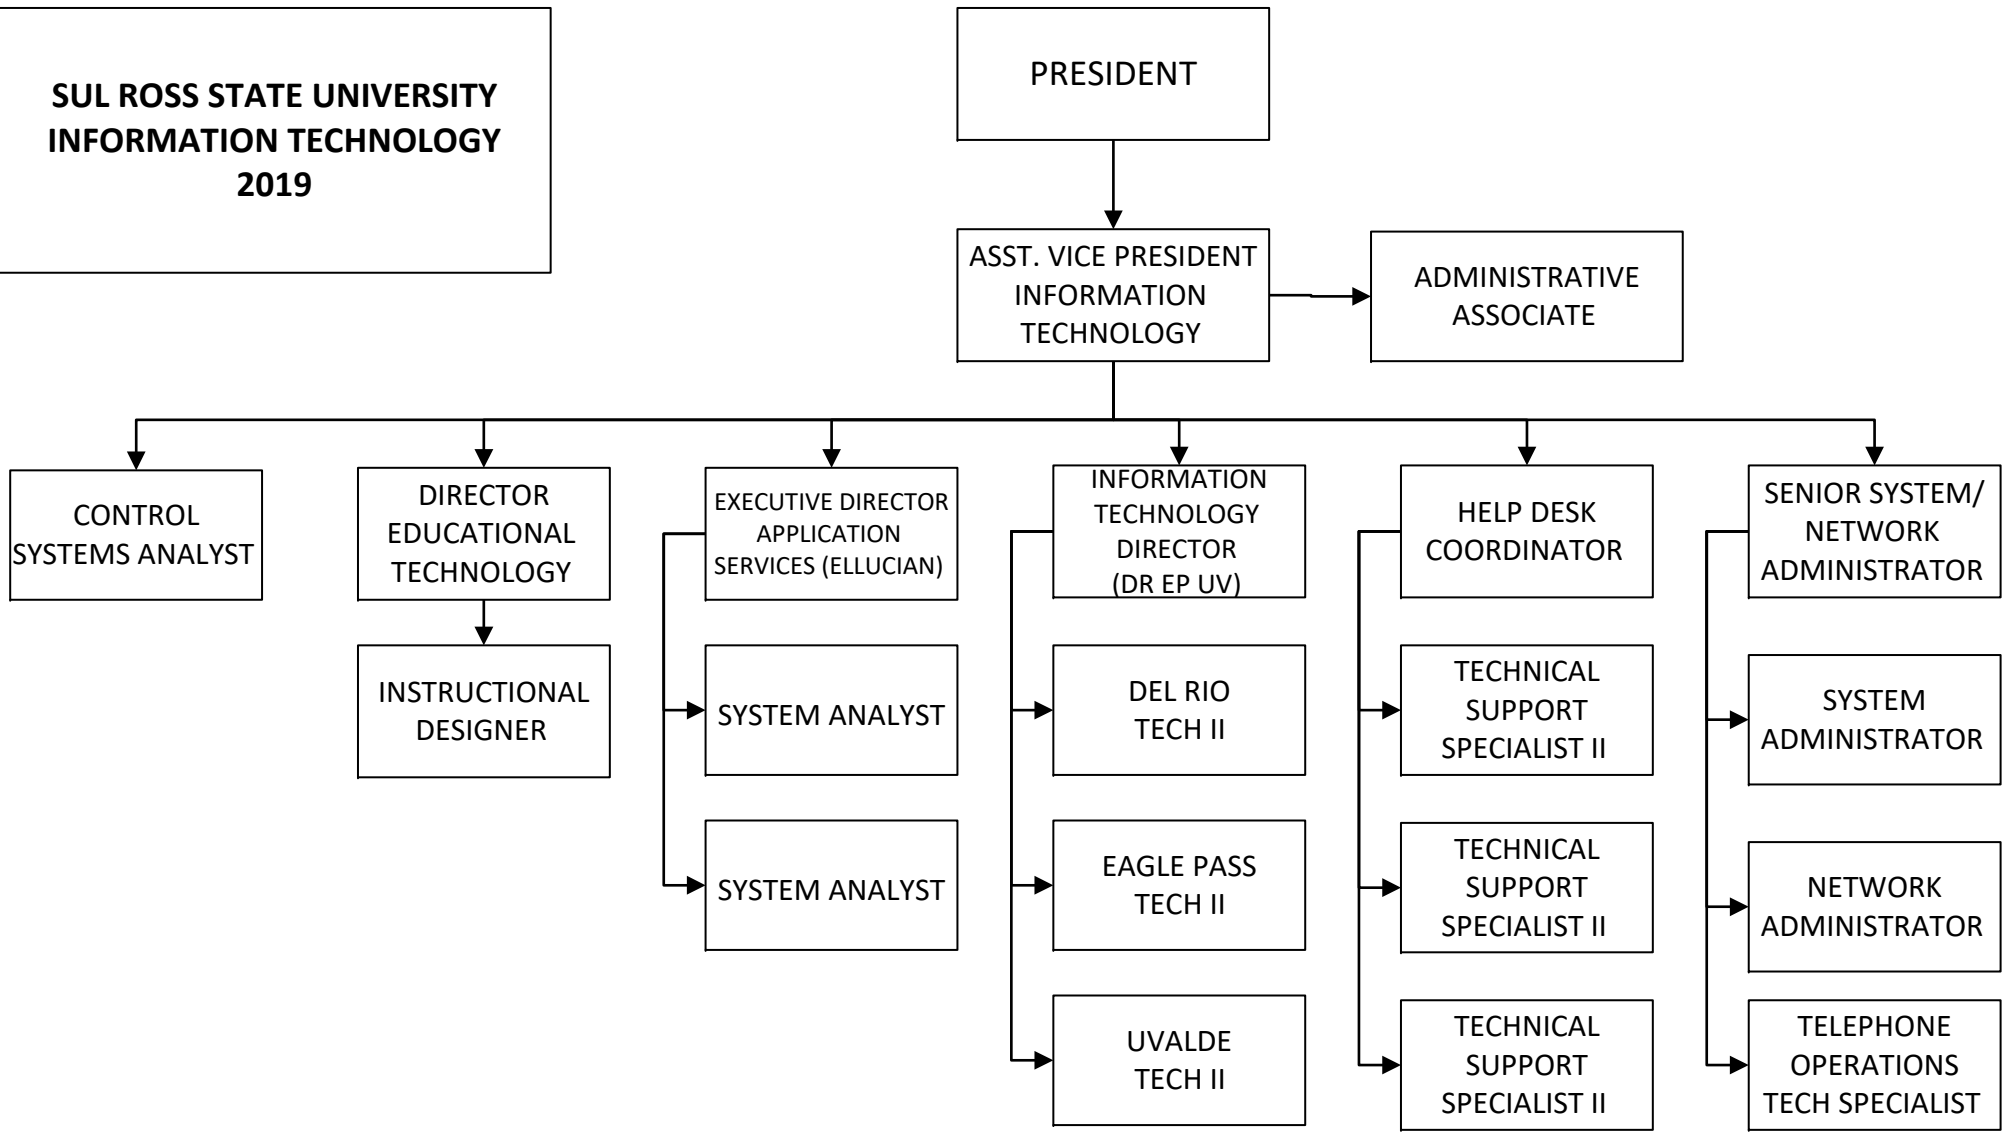 SUL ROSS STATE UNIVERSITY
INFORMATION TECHNOLOGY
2019
PRESIDENT
ASST. VICE PRESIDENT
INFORMATION
TECHNOLOGY
ADMINISTRATIVE
ASSOCIATE
CONTROL
SYSTEMS ANALYST
DIRECTOR
EDUCATIONAL
TECHNOLOGY
EXECUTIVE DIRECTOR
APPLICATION
SERVICES (ELLUCIAN)
INFORMATION
TECHNOLOGY
DIRECTOR
(DR EP UV)
HELP DESK
COORDINATOR
SENIOR SYSTEM/
NETWORK
ADMINISTRATOR
INSTRUCTIONAL
DESIGNER
SYSTEM ANALYST
DEL RIO
TECH II
TECHNICAL
SUPPORT
SPECIALIST II
SYSTEM
ADMINISTRATOR
SYSTEM ANALYST
EAGLE PASS
TECH II
TECHNICAL
SUPPORT
SPECIALIST II
NETWORK
ADMINISTRATOR
UVALDE
TECH II
TECHNICAL
SUPPORT
SPECIALIST II
TELEPHONE
OPERATIONS
TECH SPECIALIST